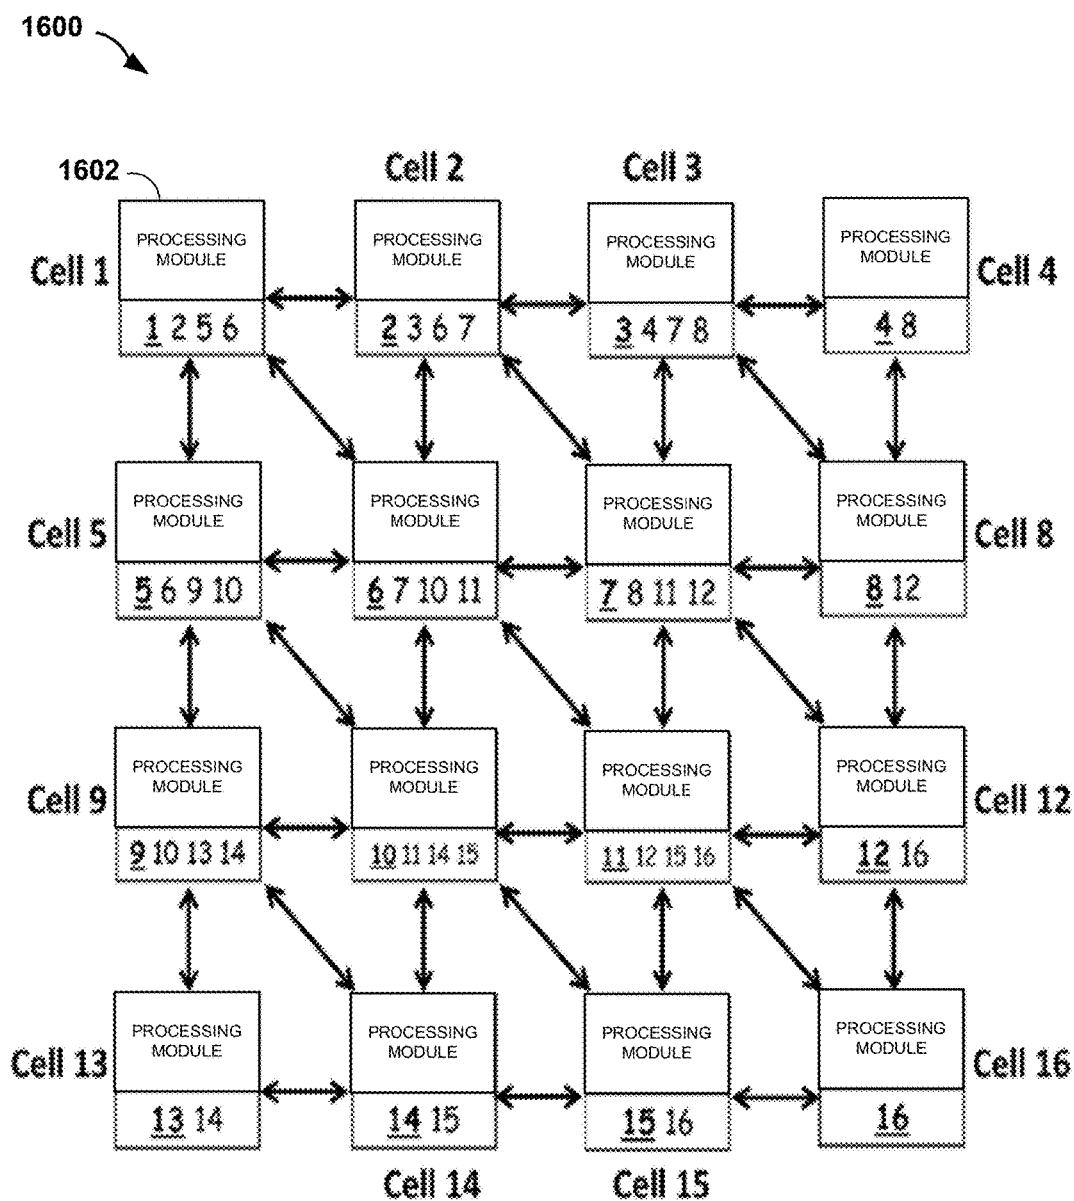 1600
1602
Cell 2
Cell 3
PROCESSING
MODULE
PROCESSING
MODULE
PROCESSING
MODULE
PROCESSING
MODULE
Cell 1
Cell 4
1 2 5 6
2 3 6 7
3 4 7 8
4 8
PROCESSING
MODULE
PROCESSING
MODULE
PROCESSING
MODULE
PROCESSING
MODULE
Cell 5
Cell 8
5 6 9 10
6 7 10 11
7 8 11 12
8 12
PROCESSING
MODULE
PROCESSING
MODULE
PROCESSING
MODULE
PROCESSING
MODULE
Cell 9
Cell 12
9 10 13 14
10 11 14 15
11 12 15 16
12 16
PROCESSING
MODULE
PROCESSING
MODULE
PROCESSING
MODULE
PROCESSING
MODULE
Cell 13
Cell 16
13 14
14 15
15 16
16
Cell 14
Cell 15